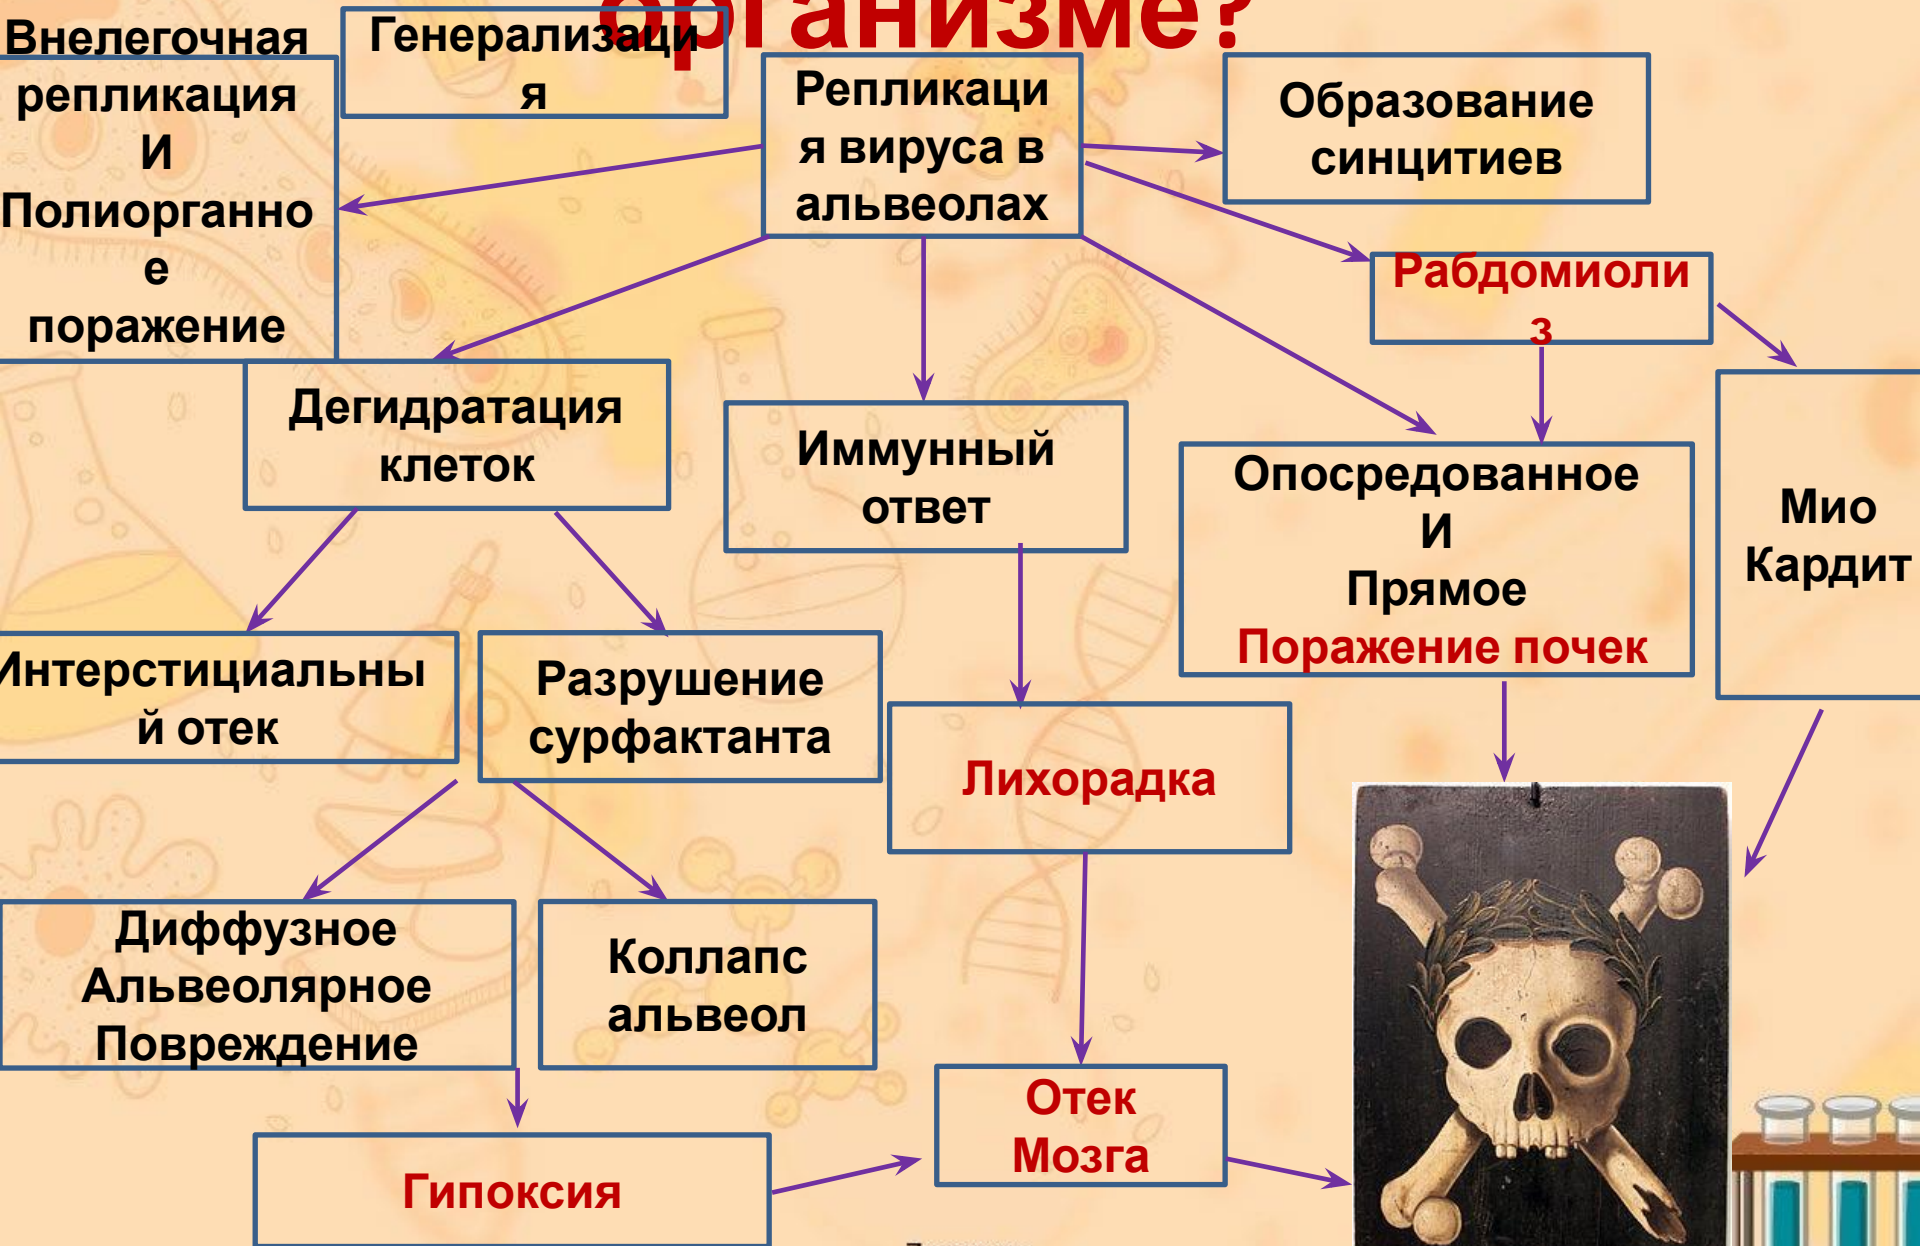 организме?
Внелегочная
репликация
И
Полиорганно
е
поражение
Генерализаци
я
Репликаци
я вируса в
альвеолах
Образование
синцитиев
Рабдомиоли
з
Дегидратация
клеток
Иммунный
ответ
Опосредованное
И
Прямое
Поражение почек
Мио
Кардит
Интерстициальны
й отек
Разрушение
сурфактанта
Лихорадка
Диффузное
Альвеолярное
Повреждение
Коллапс
альвеол
Отек
Мозга
Гипоксия